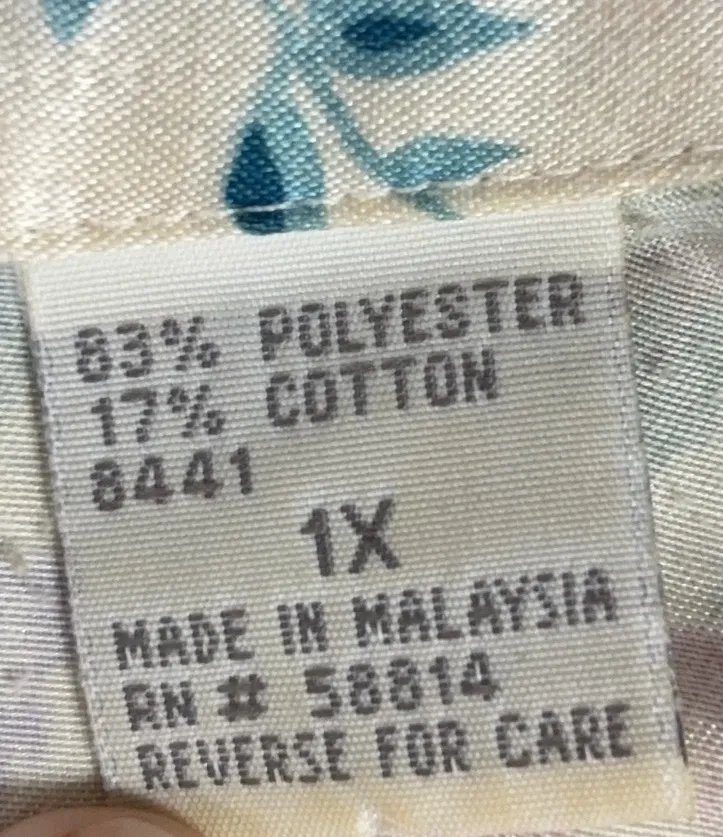 83% POLYESTER
17% COTTON
8441
1X
MADE IN MALAYSIA
RN # 58814
REVERSE FOR CARE